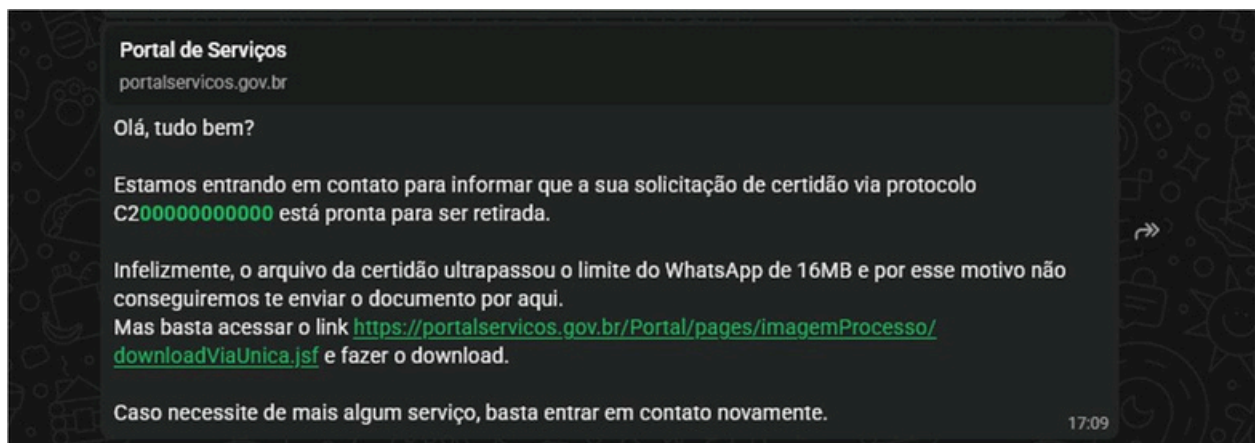 Portal de Serviços
portalservicos.gov.br
Olá, tudo bem?
Estamos entrando em contato para informar que a sua solicitação de certidão via protocolo
C200000000000 está pronta para ser retirada.
Infelizmente, o arquivo da certidão ultrapassou o limite do WhatsApp de 16MB e por esse motivo não
conseguiremos te enviar o documento por aqui.
Mas basta acessar o link https://portalservicos.gov.br/Portal/pages/imagemProcesso/
downloadViaUnica.jsf e fazer o download.
Caso necessite de mais algum serviço, basta entrar em contato novamente.
17:09